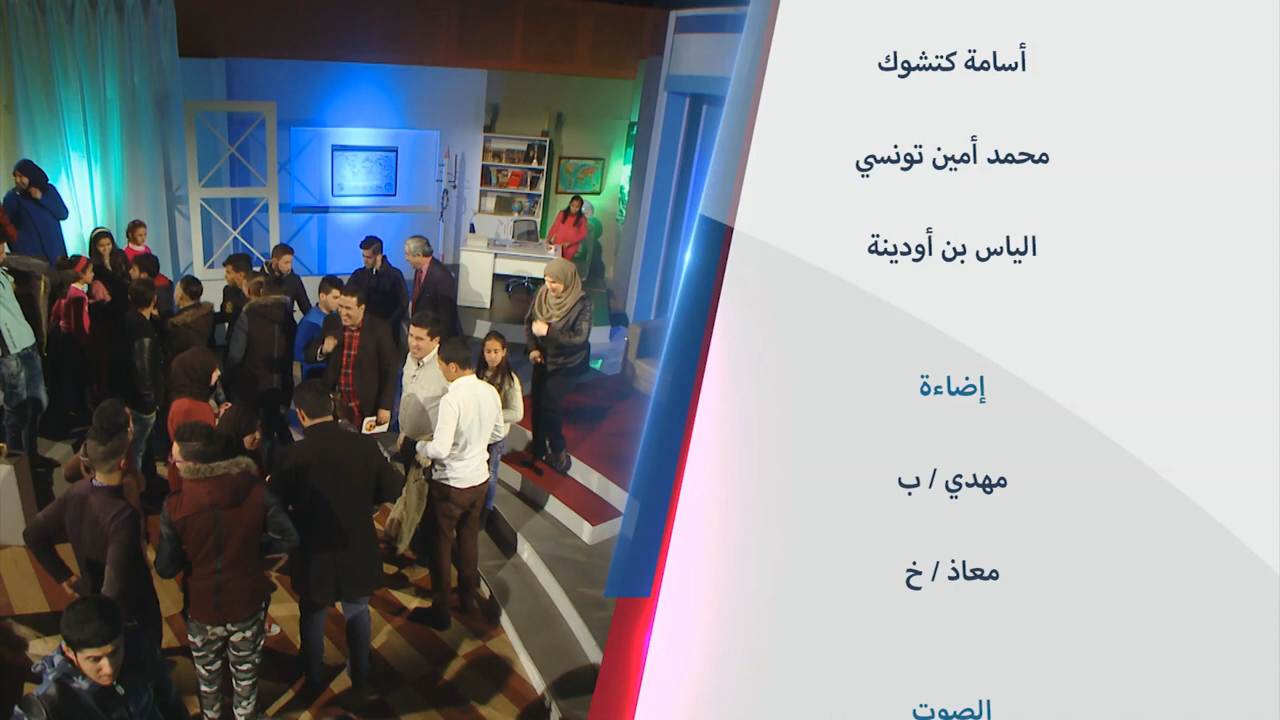 أسامة كتشوك
محمد أمين تونسي
الياس بن أودينة
إضاءة
مهدي / ب
معاذ / خ
الصوت